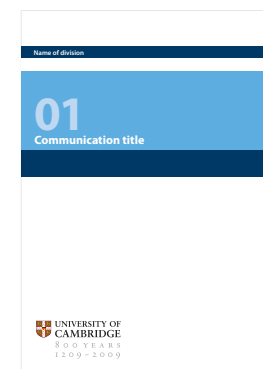 Name of division
01
Communication title
UNIVERSITY OF
CAMBRIDGE
800 YEARS
1209~2009